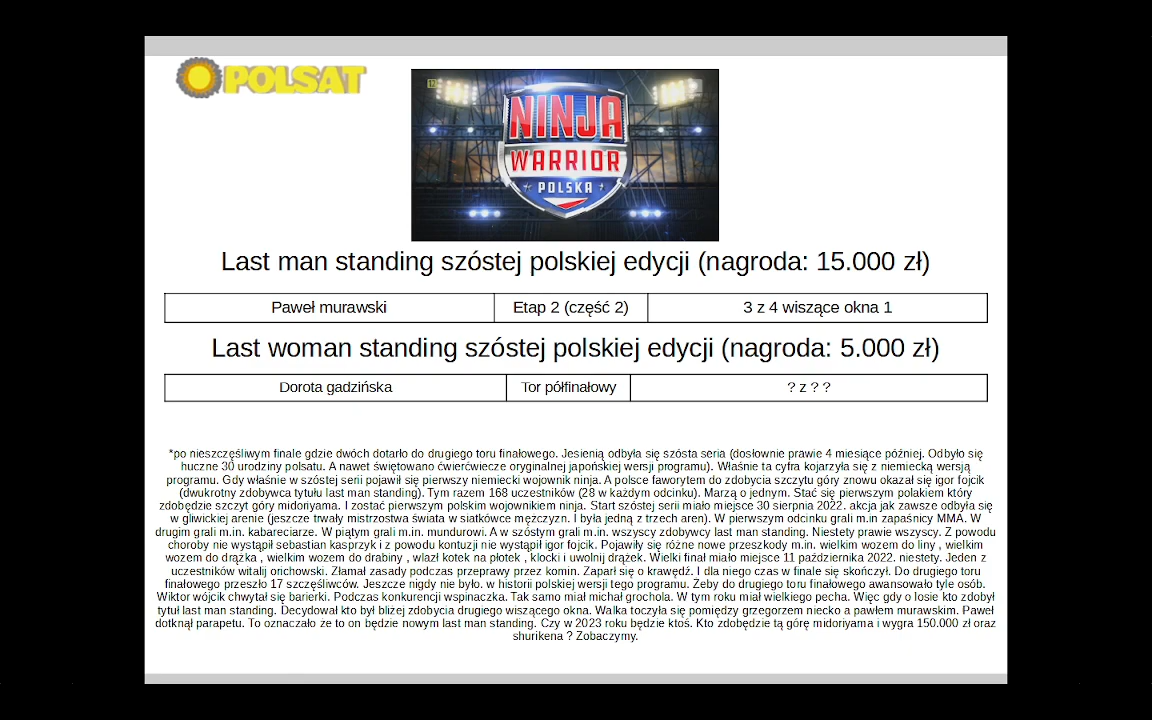 POLSAT
12
NINJA
WARRIOR
POLSKA
Last man standing szóstej polskiej edycji (nagroda: 15.000 zł)
Paweł murawski Etap 2 (część 2) 3 z 4 wiszące okna 1
Last woman standing szóstej polskiej edycji (nagroda: 5.000 zł)
Dorota gadzińska Tor półfinałowy ? z ? ?
*po nieszczęśliwym finale gdzie dwóch dotarło do drugiego toru finałowego. Jesienią odbyła się szósta seria (dosłownie prawie 4 miesiące później. Odbyło się
huczne 30 urodziny polsatu. A nawet świętowano ćwierćwiecze oryginalnej japońskiej wersji programu). Właśnie ta cyfra kojarzyła się z niemiecką wersją
programu. Gdy właśnie w szóstej serii pojawił się pierwszy niemiecki wojownik ninja. A polsce faworytem do zdobycia szczytu góry znowu okazał się igor fojcik
(dwukrotny zdobywca tytułu last man standing). Tym razem 168 uczestników (28 w każdym odcinku). Marzą o jednym. Stać się pierwszym polakiem który
zdobędzie szczyt góry midoriyama. I zostać pierwszym polskim wojownikiem ninja. Start szóstej serii miało miejsce 30 sierpnia 2022. akcja jak zawsze odbyła się
w gliwickiej arenie (jeszcze trwały mistrzostwa świata w siatkówce mężczyzn. I była jedną z trzech aren). W pierwszym odcinku grali m.in zapaśnicy MMA. W
drugim grali m.in. kabareciarze. W piątym grali m.in. mundurowi. A w szóstym grali m.in. wszyscy zdobywcy last man standing. Niestety prawie wszyscy. Z powodu
choroby nie wystąpił sebastian kasprzyk i z powodu kontuzji nie wystąpił igor fojcik. Pojawiły się różne nowe przeszkody m.in. wielkim wozem do liny , wielkim
wozem do drążka , wielkim wozem do drabiny , wlazł kotek na płotek , klocki i uwolnij drążek. Wielki finał miało miejsce 11 października 2022. niestety. Jeden z
uczestników witalij orichowski. Złamał zasady podczas przeprawy przez komin. Zaparł się o krawędź. I dla niego czas w finale się skończył. Do drugiego toru
finałowego przeszło 17 szczęśliwców. Jeszcze nigdy nie było. w historii polskiej wersji tego programu. Żeby do drugiego toru finałowego awansowało tyle osób.
Wiktor wójcik chwytał się barierki. Podczas konkurencji wspinaczka. Tak samo miał michał grochola. W tym roku miał wielkiego pecha. Więc gdy o losie kto zdobył
tytuł last man standing. Decydował kto był bliżej zdobycia drugiego wiszącego okna. Walka toczyła się pomiędzy grzegorzem niecko a pawłem murawskim. Paweł
dotknął parapetu. To oznaczało że to on będzie nowym last man standing. Czy w 2023 roku będzie ktoś. Kto zdobędzie tą górę midoriyama i wygra 150.000 zł oraz
shurikena ? Zobaczymy.